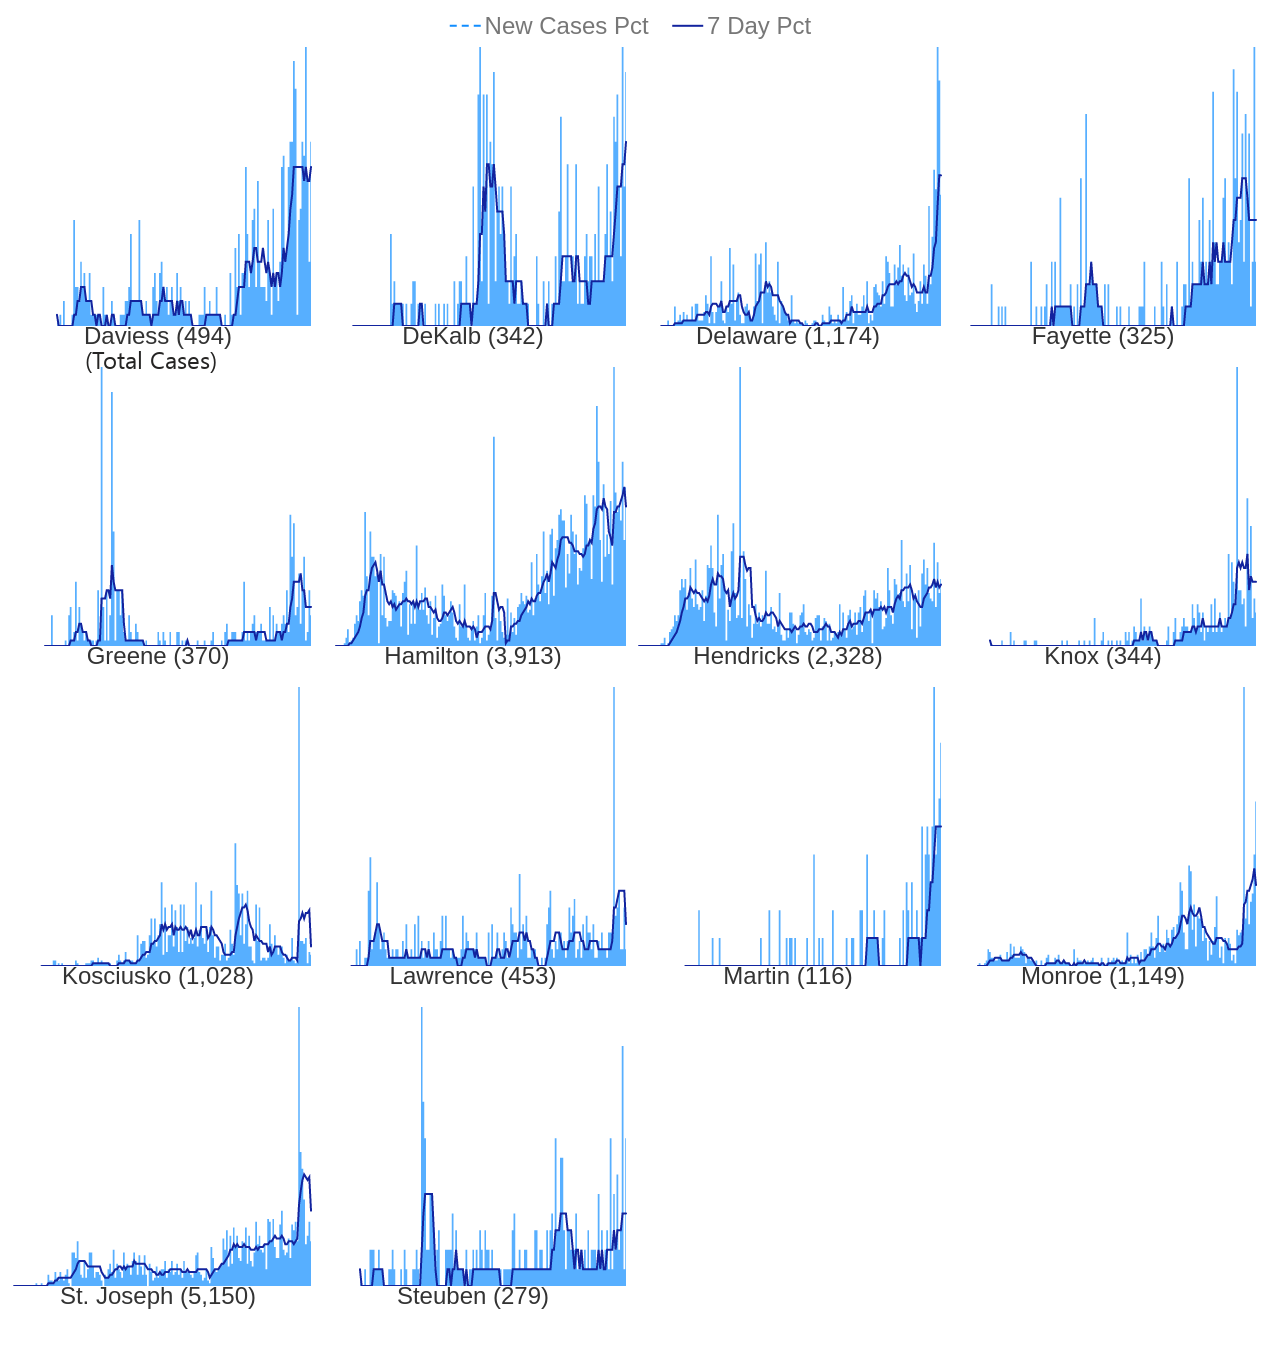 New Cases Pct 7 Day Pct
Daviess (494) DeKalb (342) Delaware (1,174) Fayette (325)
(Total Cases)
Greene (370) Hamilton (3,913) Hendricks (2,328) Knox (344)
Kosciusko (1,028) Lawrence (453) Martin (116) Monroe (1,149)
St. Joseph (5,150) Steuben (279)